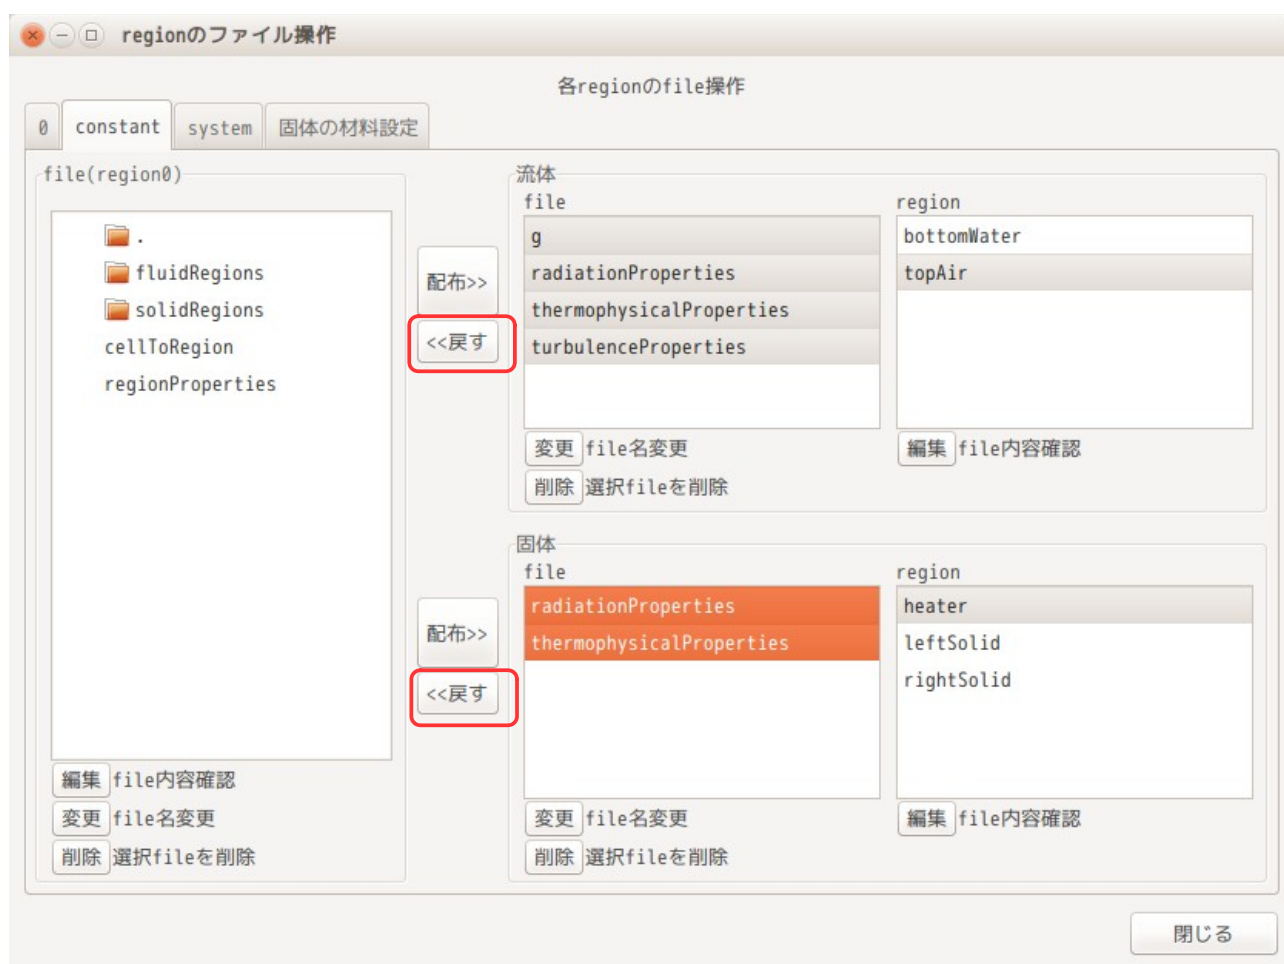 regionのファイル操作
各regionのfile操作
0 constant system 固体の材料設定
file(region0)
.
fluidRegions
solidRegions
cellToRegion
regionProperties
編集 file内容確認
変更 file名変更
削除 選択fileを削除
配布>>
<<戻す
配布>>
<<戻す
流体
file
g
radiationProperties
thermophysicalProperties
turbulenceProperties
変更 file名変更
削除 選択fileを削除
region
bottomWater
topAir
編集 file内容確認
固体
file
radiationProperties
thermophysicalProperties
変更 file名変更
削除 選択fileを削除
region
heater
leftSolid
rightSolid
編集 file内容確認
閉じる